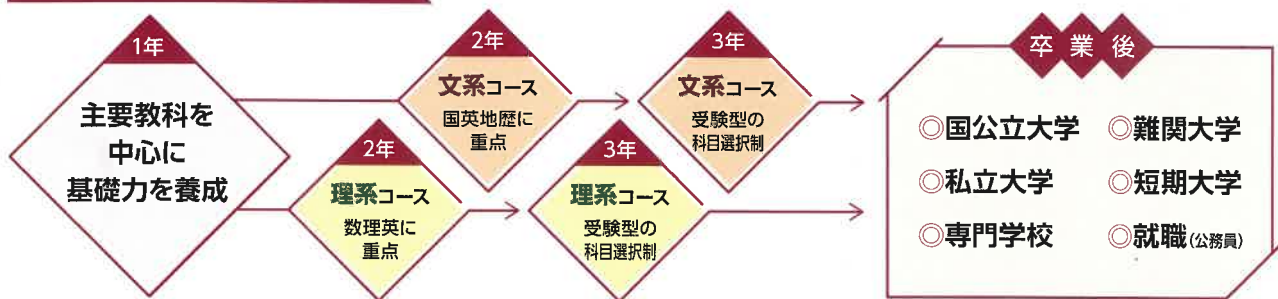 1年
主要教科を
中心に
基礎力を養成
2年
文系コース
国英地歴に
重点
3年
文系コース
受験型の
科目選択制
2年
理系コース
数理英に
重点
3年
理系コース
受験型の
科目選択制
卒業後
◎国公立大学 ◎難関大学
◎私立大学 ◎短期大学
◎専門学校 ◎就職(公務員)